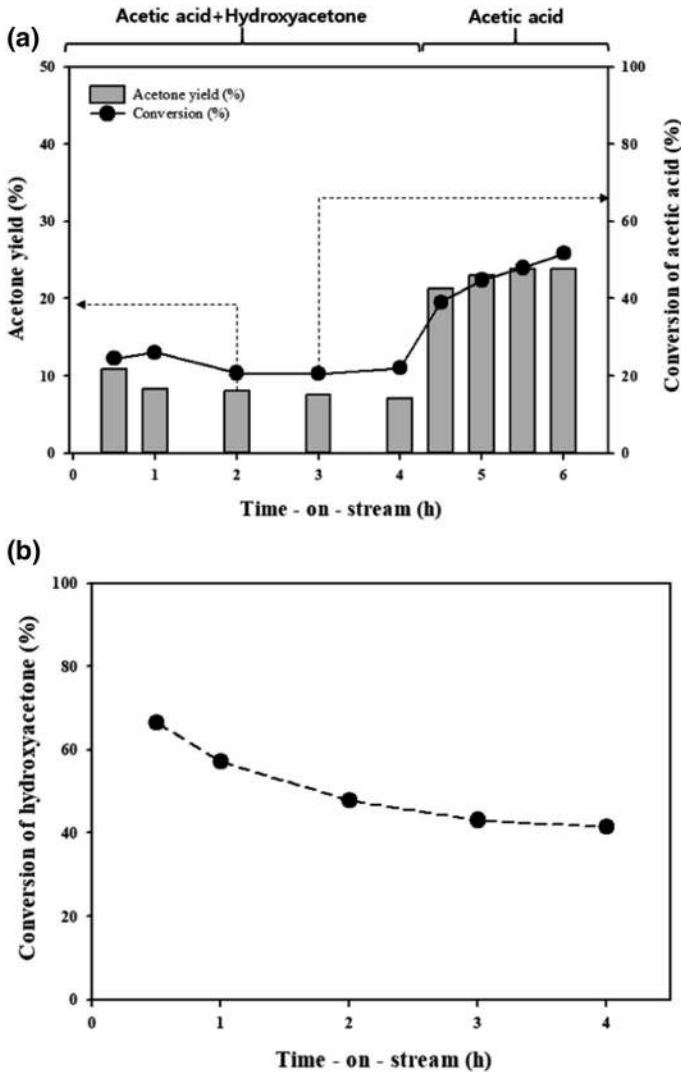 Acetic acid+Hydroxyacetone Acetic acid
(a)
50 100
Acetone yield (%)
Conversion (%)
40 80
30 60
20 40
10 20
0 0
Acetone yield (%)
Conversion of acetic acid (%)
0 1 2 3 4 5 6
Time - on - stream (h)
(b)
100
80
60
40
20
0
Conversion of hydroxyacetone (%)
0 1 2 3 4
Time - on - stream (h)